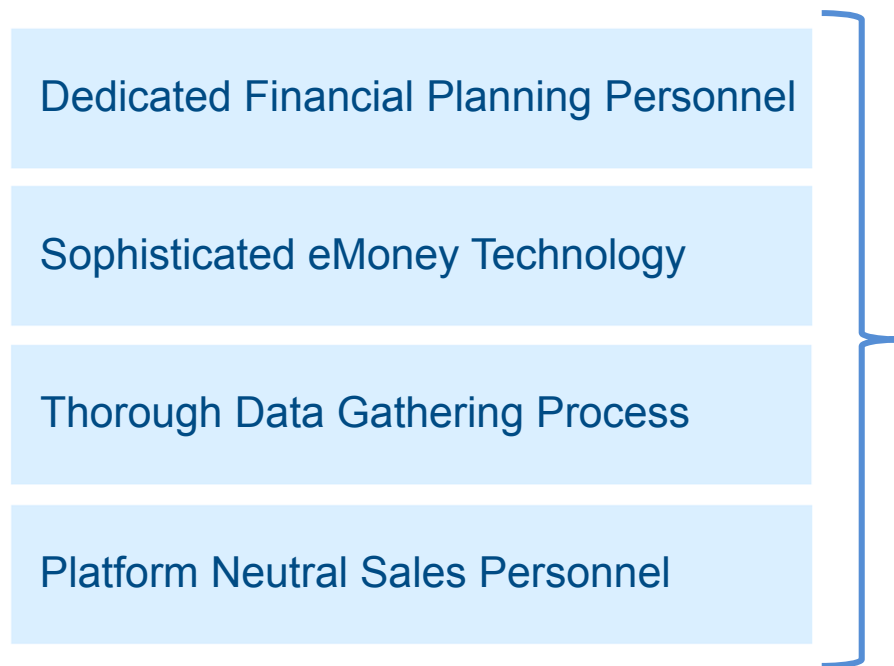 Dedicated Financial Planning Personnel
Sophisticated eMoney Technology
Thorough Data Gathering Process
Platform Neutral Sales Personnel